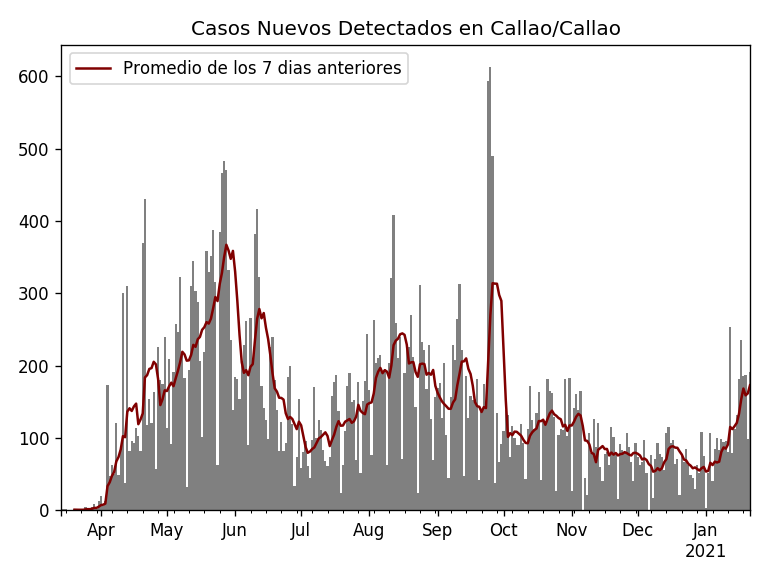 Casos Nuevos Detectados en Callao/Callao
Promedio de los 7 dias anteriores
600
500
400
300
200
100
0
Apr May Jun Jul Aug Sep Oct Nov Dec Jan
2021